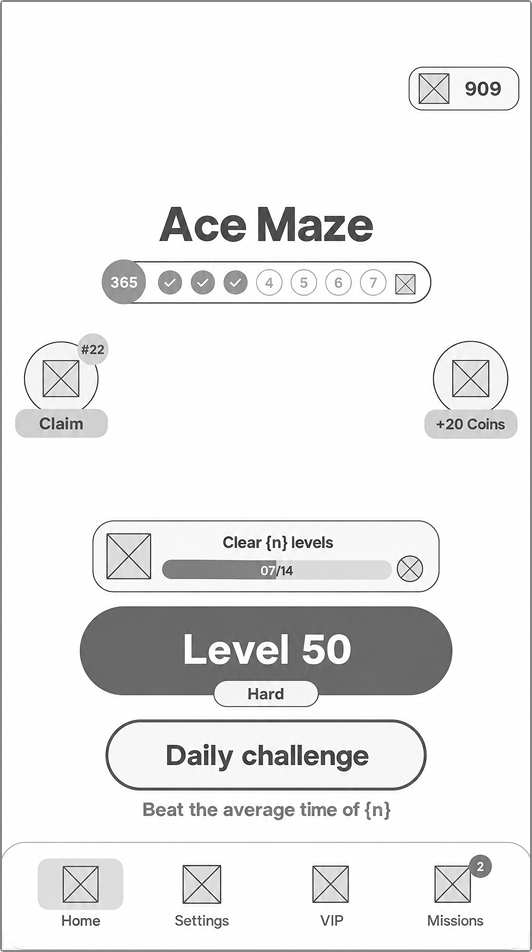 909
Ace Maze
365 4 5 6 7
#22
Claim
+20 Coins
Clear {n} levels
07/14
Level 50
Hard
Daily challenge
Beat the average time of {n}
2
Home Settings VIP Missions